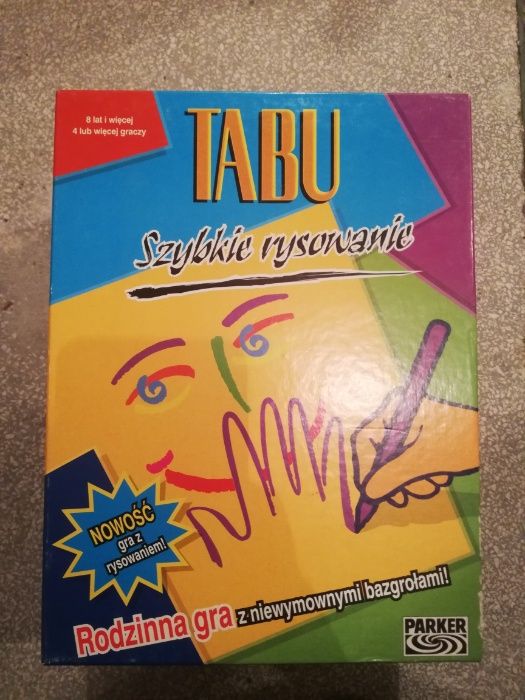 8 lat i więcej
4 lub więcej graczy
TABU
Szybkie rysowanie
NOWOŚĆ
gra z
rysowaniem!
Rodzinna gra z niewymownymi bazgrołami!
PARKER